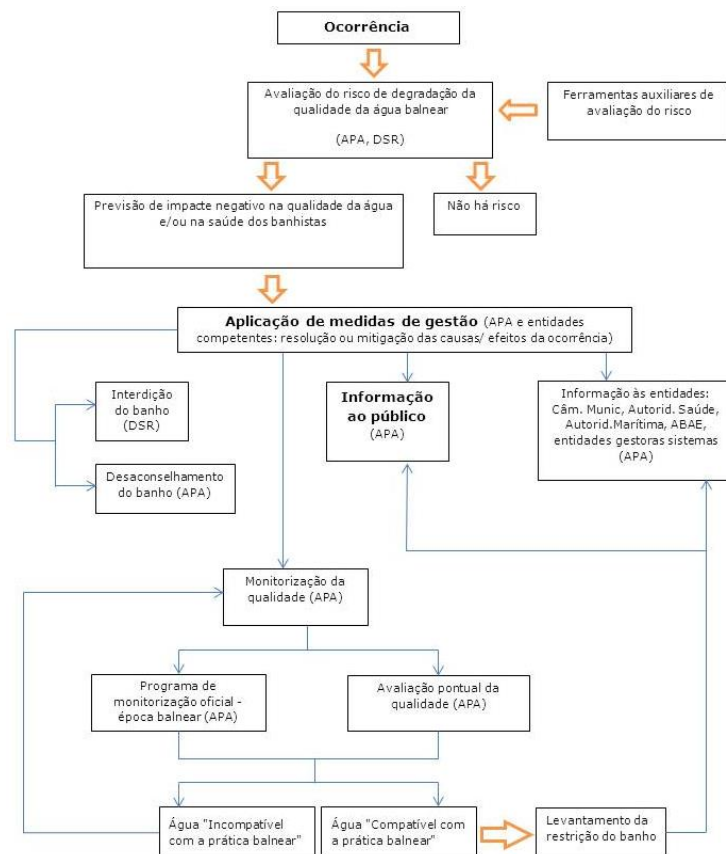 Ocorrência
Avaliação do risco de degradação da
qualidade da água balnear
(APA, DSR)
Ferramentas auxiliares de
avaliação do risco
Previsão de impacte negativo na qualidade da água
e/ou na saúde dos banhistas
Não há risco
Aplicação de medidas de gestão (APA e entidades
competentes: resolução ou mitigação das causas/ efeitos da ocorrência)
Interdição
do banho
(DSR)
Informação
ao público
(APA)
Informação às entidades:
Câm. Munic, Autorid. Saúde,
Autorid.Marítima, ABAE,
entidades gestoras sistemas
(APA)
Desaconselhamento
do banho (APA)
Monitorização da
qualidade (APA)
Programa de
monitorização oficial -
época balnear (APA)
Avaliação pontual da
qualidade (APA)
Água "Incompatível
com a prática balnear"
Água "Compatível com
a prática balnear"
Levantamento da
restrição do banho